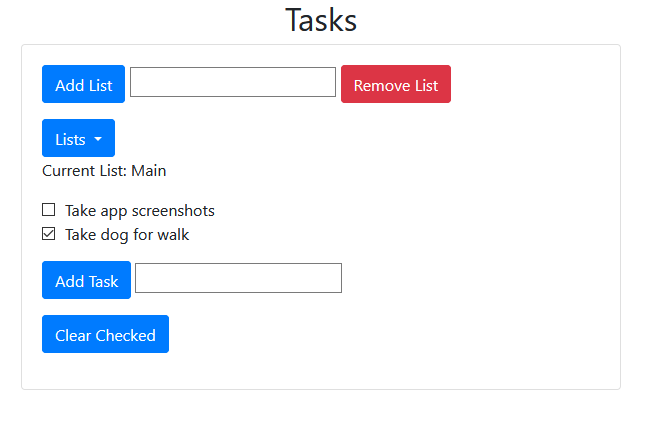 Tasks
Add List Remove List
Lists
Current List: Main
Take app screenshots
Take dog for walk
Add Task
Clear Checked